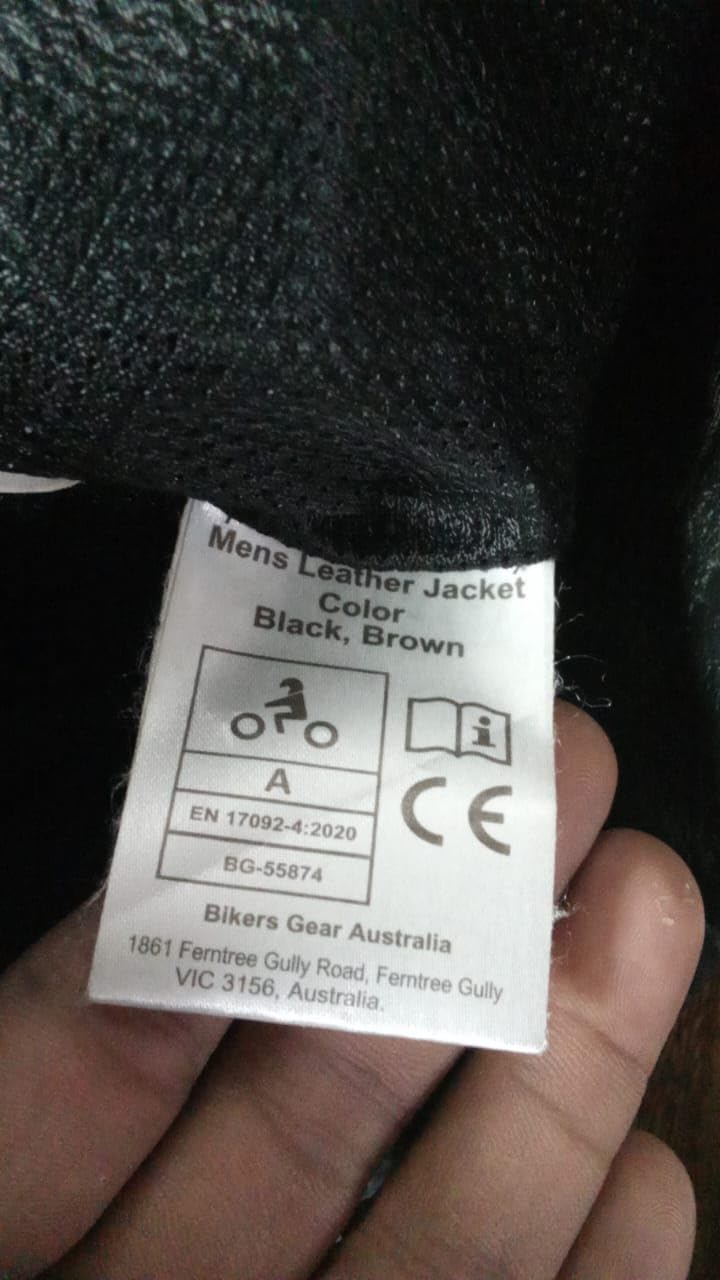 Mens Leather Jacket
Color
Black, Brown
i
A
EN 17092-4:2020
BG-55874
CE
Bikers Gear Australia
1861 Ferntree Gully Road, Ferntree Gully
VIC 3156, Australia.